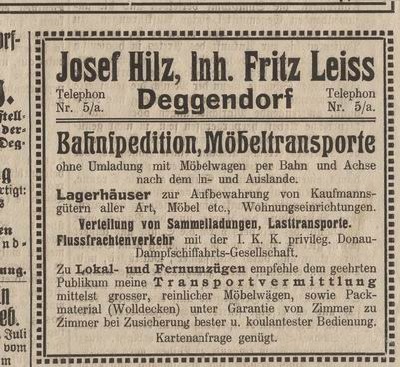 orf-
Josef Hilz, Inh. Fritz Leiss
Telephon Nr. 5/a. Deggendorf Telephon Nr. 5/a.
Bahnspedition, Möbeltransporte
ohne Umladung mit Möbelwagen per Bahn und Achse
nach dem In- und Auslande.
Lagerhäuser zur Aufbewahrung von Kaufmanns-
gütern aller Art, Möbel etc., Wohnungseinrichtungen.
Verteilung von Sammelladungen, Lasttransporte.
Flussfrachtenverkehr mit der I. K. K. privileg. Donau-
Dampfschiffahrts-Gesellschaft.
Zu Lokal- und Fernumzügen empfehle dem geehrten
Publikum meine Transportvermittlung
mittelst grosser, reinlicher Möbelwägen, sowie Pack-
material (Wolldecken) unter Garantie von Zimmer zu
Zimmer bei Zusicherung bester u. koulantester Bedienung.
Kartenanfrage genügt.